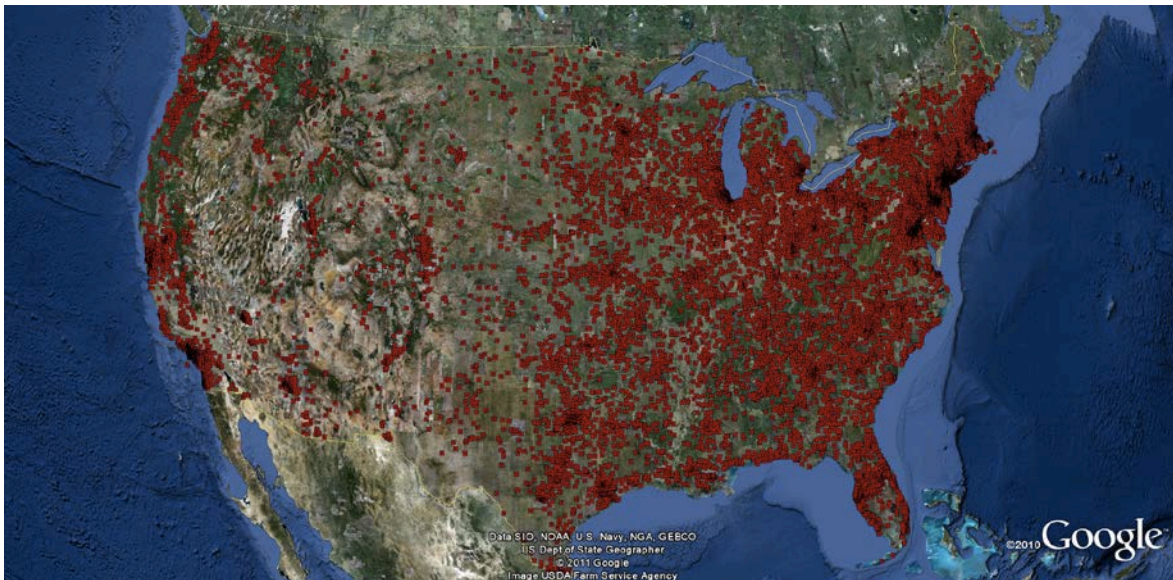 Data SIO, NOAA, U.S. Navy, NGA, GEBCO
US Dept of State Geographer
© 2011 Google
Image USDA Farm Service Agency
©2010 Google